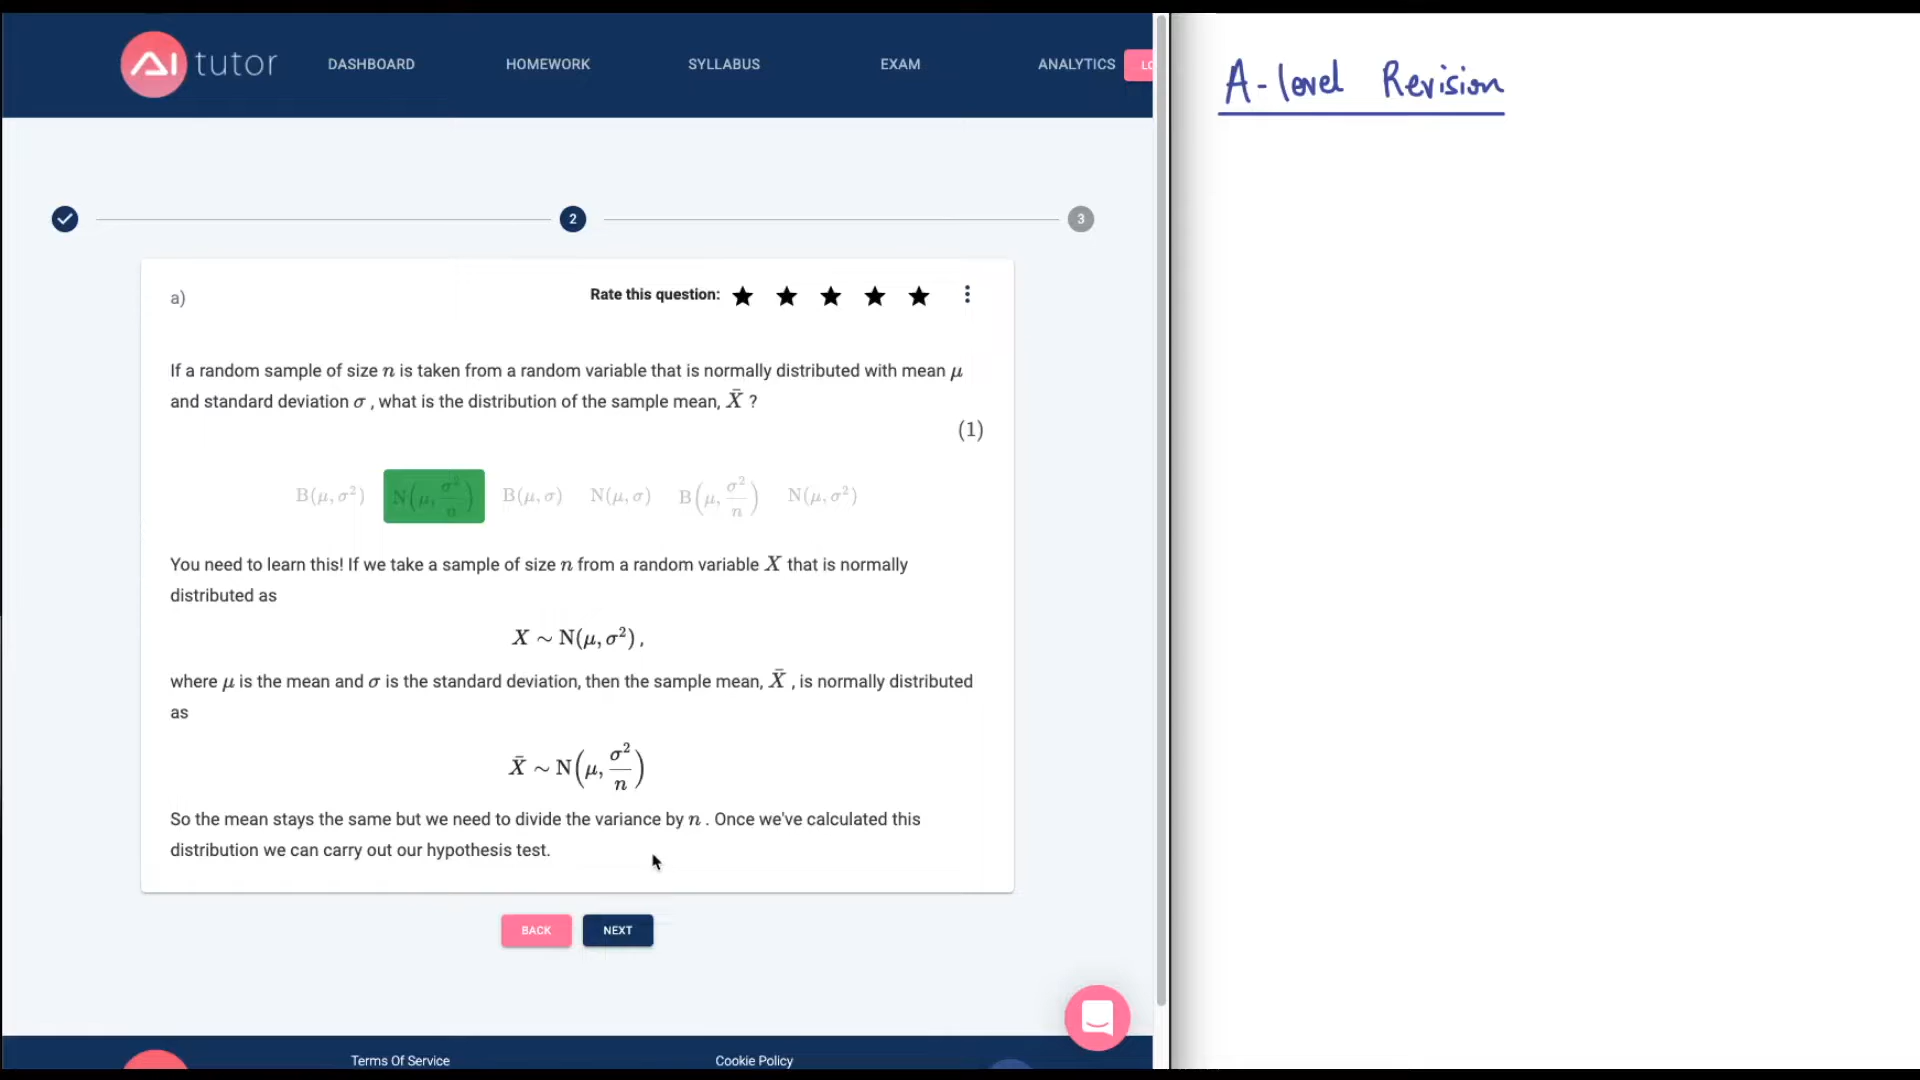 AI tutor DASHBOARD HOMEWORK SYLLABUS EXAM ANALYTICS LO
A-level Revision
2 3
a) Rate this question:
If a random sample of size n is taken from a random variable that is normally distributed with mean μ
and standard deviation σ , what is the distribution of the sample mean, X̄ ?
(1)
B(μ, σ²) N(μ, σ²/n) B(μ, σ) N(μ, σ) B(μ, σ²/n) N(μ, σ²)
You need to learn this! If we take a sample of size n from a random variable X that is normally
distributed as
X ∼ N(μ, σ²) ,
where μ is the mean and σ is the standard deviation, then the sample mean, X̄ , is normally distributed
as
X̄ ∼ N(μ, σ²/n)
So the mean stays the same but we need to divide the variance by n . Once we've calculated this
distribution we can carry out our hypothesis test.
BACK NEXT
Terms Of Service Cookie Policy